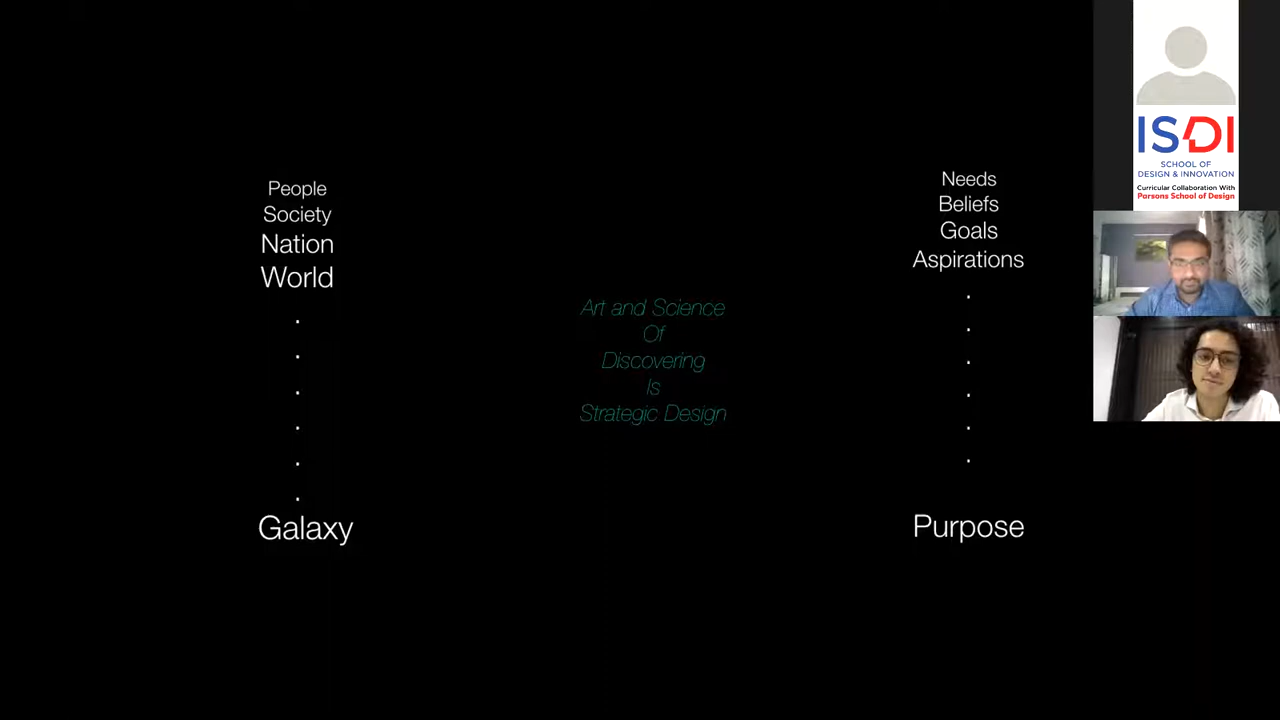 People
Society
Nation
World
Galaxy
Art and Science
Of
Discovering
Is
Strategic Design
Needs
Beliefs
Goals
Aspirations
Purpose
ISDI
SCHOOL OF
DESIGN & INNOVATION
Curricular Collaboration With
Parsons School of Design